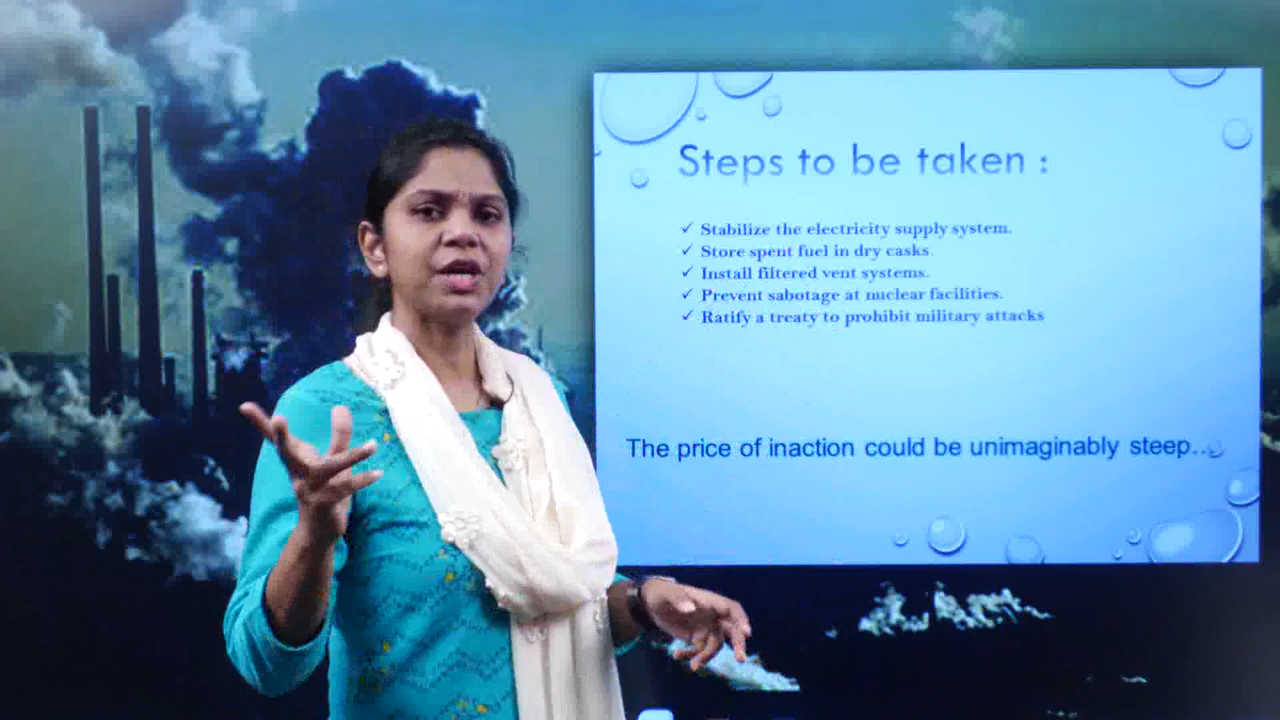 Steps to be taken :
✓ Stabilize the electricity supply system.
✓ Store spent fuel in dry casks.
✓ Install filtered vent systems.
✓ Prevent sabotage at nuclear facilities.
✓ Ratify a treaty to prohibit military attacks
The price of inaction could be unimaginably steep...